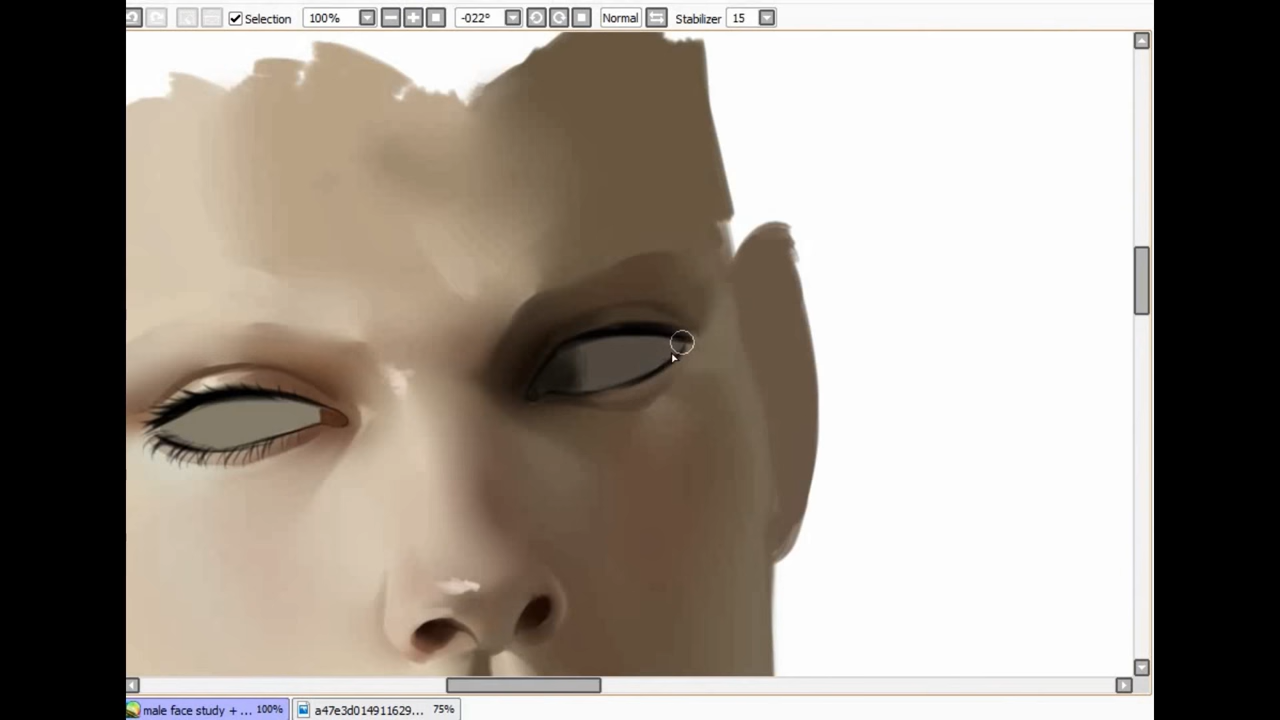 Selection 100% -022° Normal Stabilizer 15
male face study + ... 100% a47e3d014911629... 75%